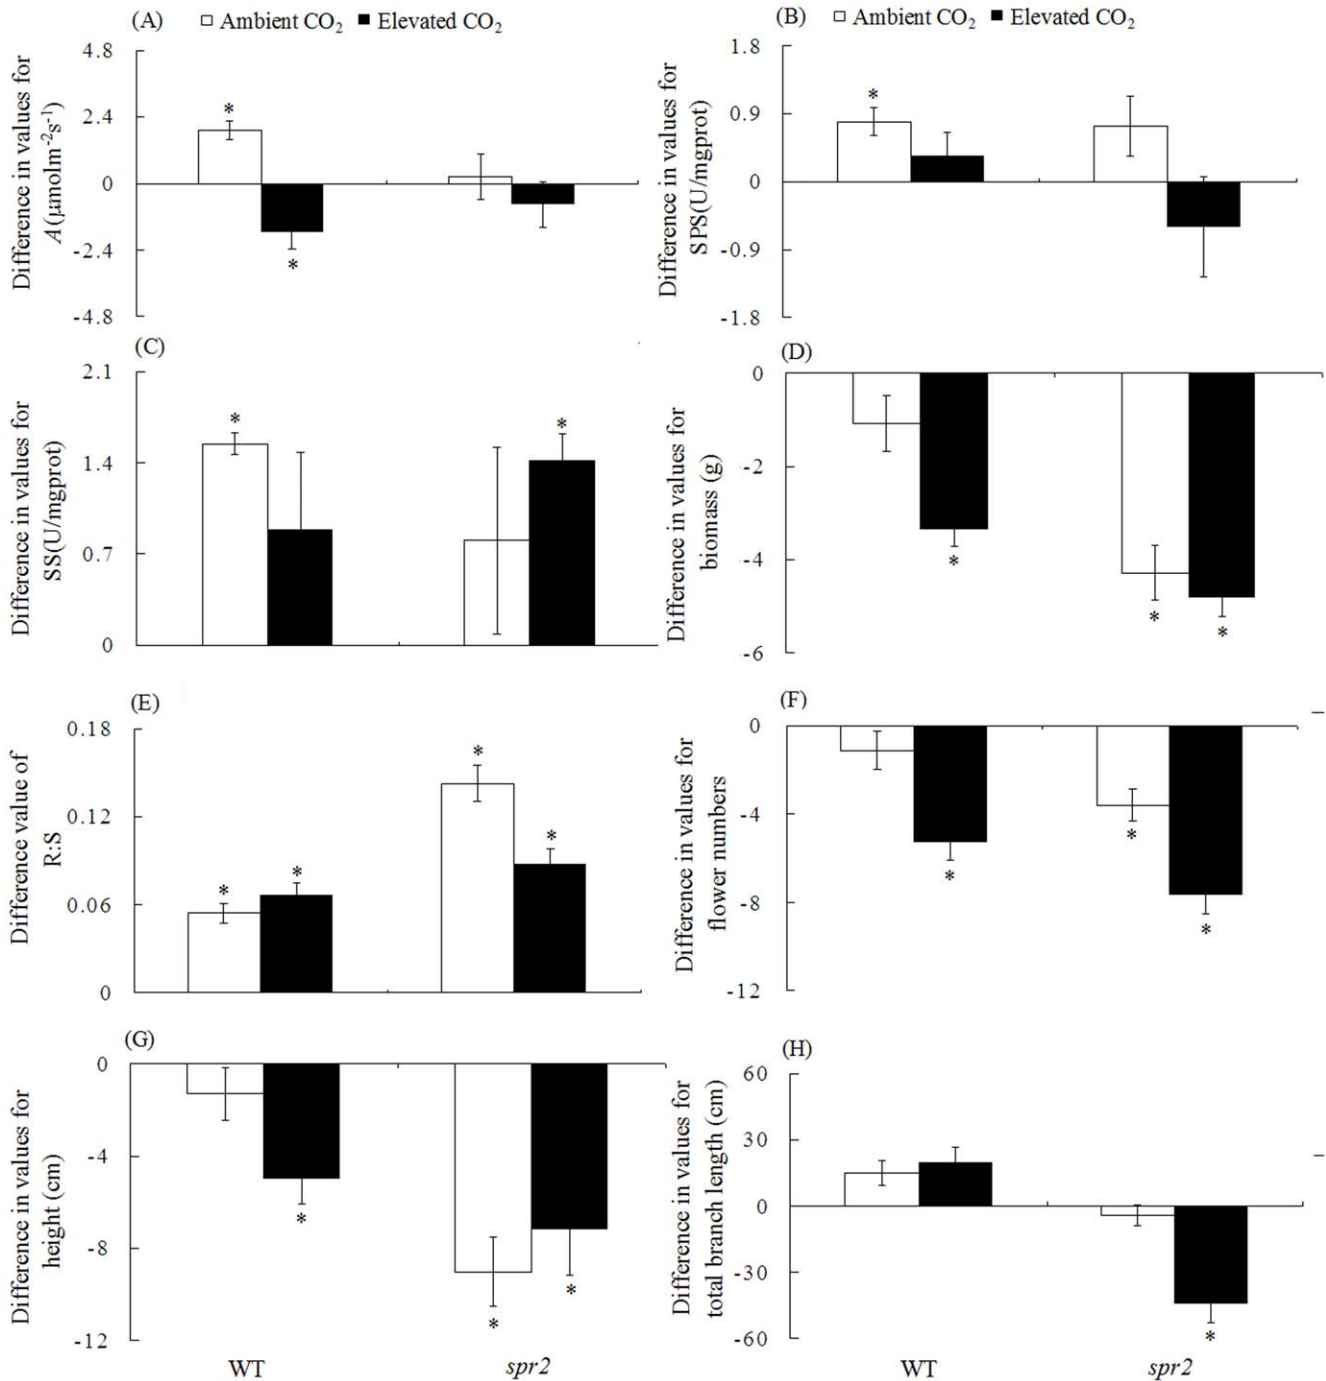 (A) □ Ambient CO₂ ■ Elevated CO₂
Difference in values for
A(μmolm⁻²s⁻¹)
4.8
2.4
0
-2.4
-4.8
*
*
(B) □ Ambient CO₂ ■ Elevated CO₂
Difference in values for
SPS(U/mgprot)
1.8
0.9
0
-0.9
-1.8
*
(C)
Difference in values for
SS(U/mgprot)
2.1
1.4
0.7
0
*
*
(D)
Difference in values for
biomass (g)
0
-2
-4
-6
*
*
*
(E)
Difference value of
R:S
0.18
0.12
0.06
0
*
*
*
*
(F)
Difference in values for
flower numbers
0
-4
-8
-12
*
*
*
(G)
Difference in values for
height (cm)
0
-4
-8
-12
*
*
*
WT spr2
(H)
Difference in values for
total branch length (cm)
60
30
0
-30
-60
*
WT spr2